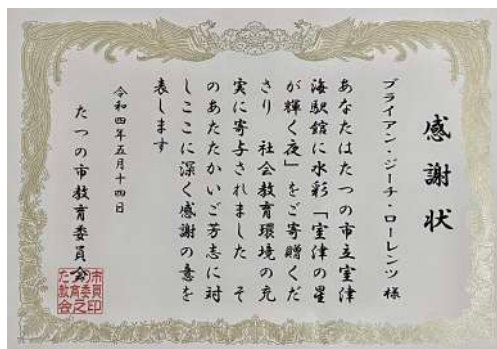 感謝状
ブライアン・ジーチ・ローレンツ 様
あなたはたつの市立室津
海駅館に水彩「室津の星
が輝く夜」をご寄贈くだ
さり 社会教育環境の充
実に寄与されました そ
のあたたかいご芳志に対
しここに深く感謝の意を
表します
令和四年五月十四日
たつの市教育委員会